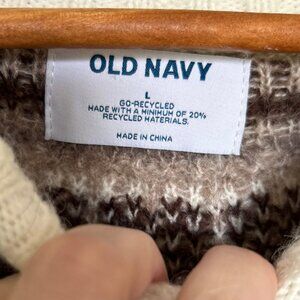 OLD NAVY
L
GO-RECYCLED
MADE WITH A MINIMUM OF 20%
RECYCLED MATERIALS.
MADE IN CHINA